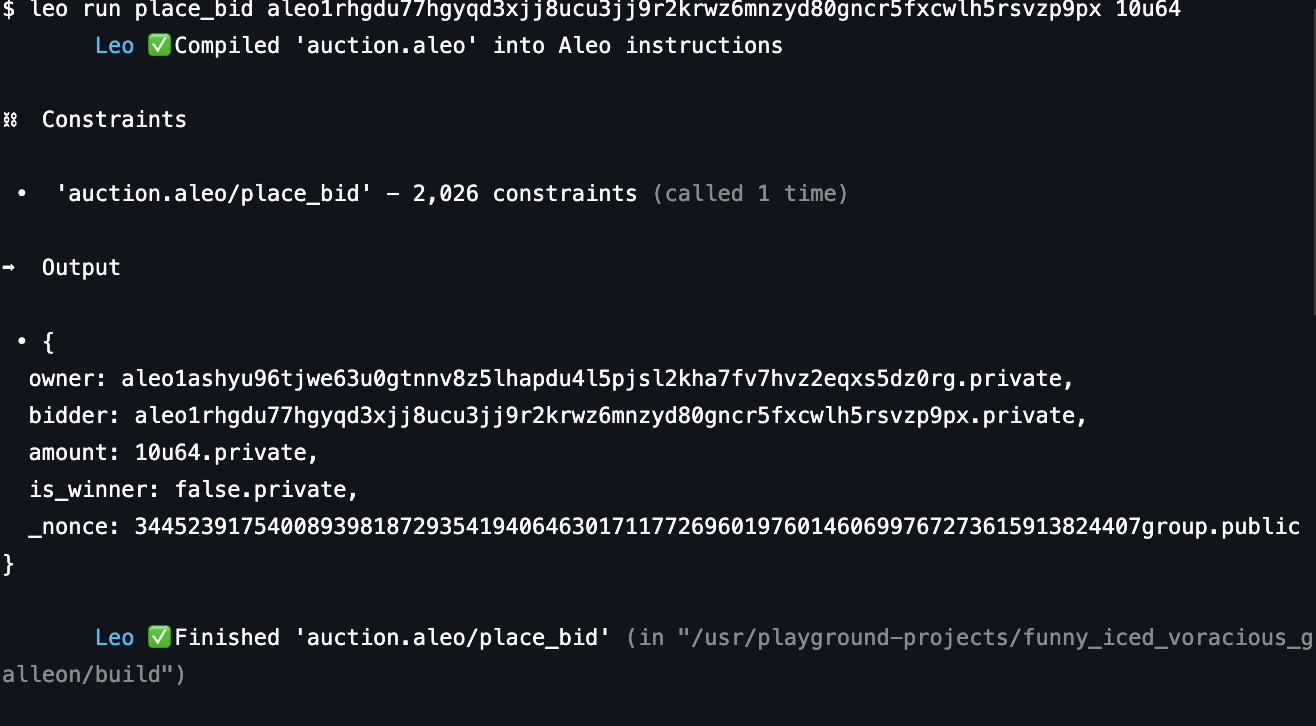 $ leo run place_bid aleo1rhgdu77hgyqd3xjj8ucu3jj9r2krwz6mnzyd80gncr5fxcwlh5rsvzp9px 10u64
Leo ✅Compiled 'auction.aleo' into Aleo instructions
⛓ Constraints
• 'auction.aleo/place_bid' – 2,026 constraints (called 1 time)
➡ Output
• {
owner: aleo1ashyu96tjwe63u0gtnnv8z5lhapdu4l5pjsl2kha7fv7hvz2eqxs5dz0rg.private,
bidder: aleo1rhgdu77hgyqd3xjj8ucu3jj9r2krwz6mnzyd80gncr5fxcwlh5rsvzp9px.private,
amount: 10u64.private,
is_winner: false.private,
_nonce: 3445239175400893981872935419406463017117726960197601460699767273615913824407group.public
}
Leo ✅Finished 'auction.aleo/place_bid' (in "/usr/playground-projects/funny_iced_voracious_g
alleon/build")